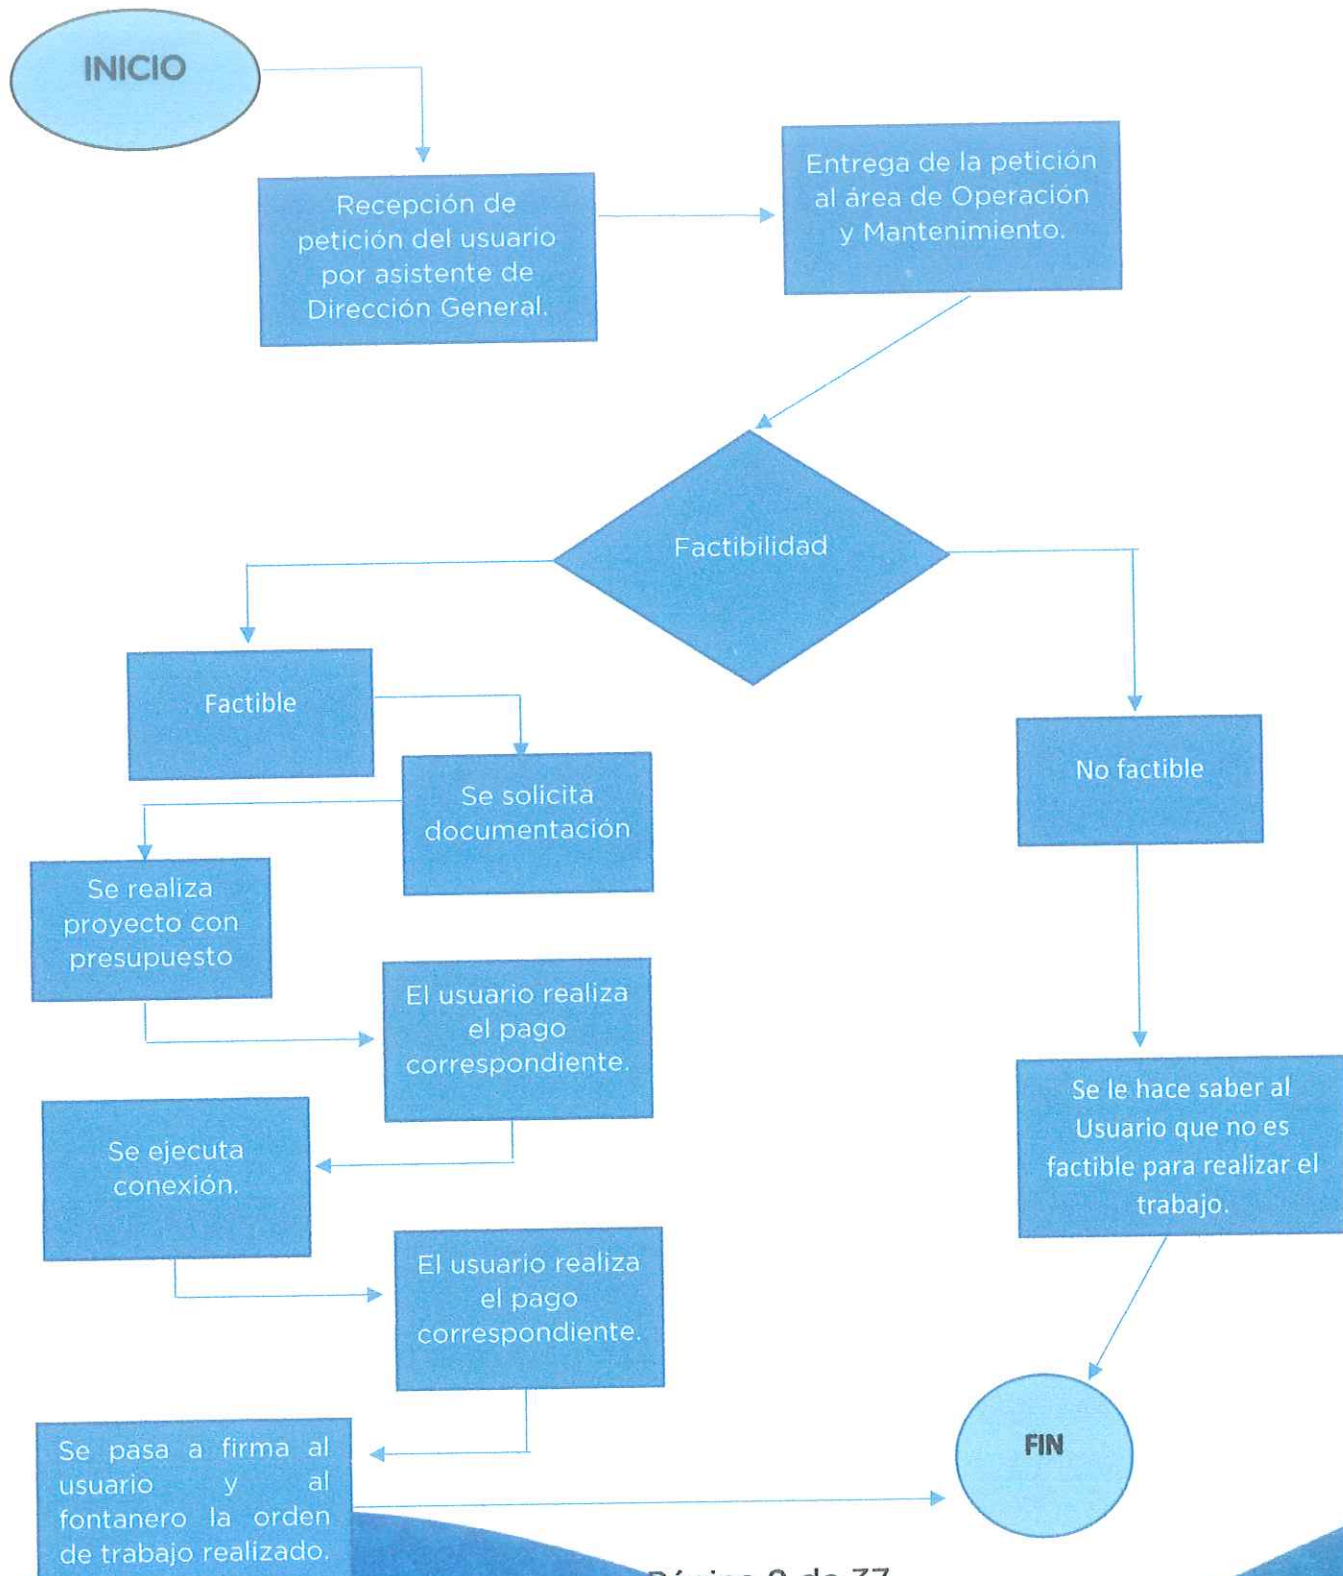 INICIO
Recepción de
petición del usuario
por asistente de
Dirección General.
Entrega de la petición
al área de Operación
y Mantenimiento.
Factibilidad
Factible
No factible
Se solicita
documentación
Se realiza
proyecto con
presupuesto
El usuario realiza
el pago
correspondiente.
Se ejecuta
conexión.
Se le hace saber al
Usuario que no es
factible para realizar el
trabajo.
El usuario realiza
el pago
correspondiente.
FIN
Se pasa a firma al
usuario y al
fontanero la orden
de trabajo realizado.
de 37